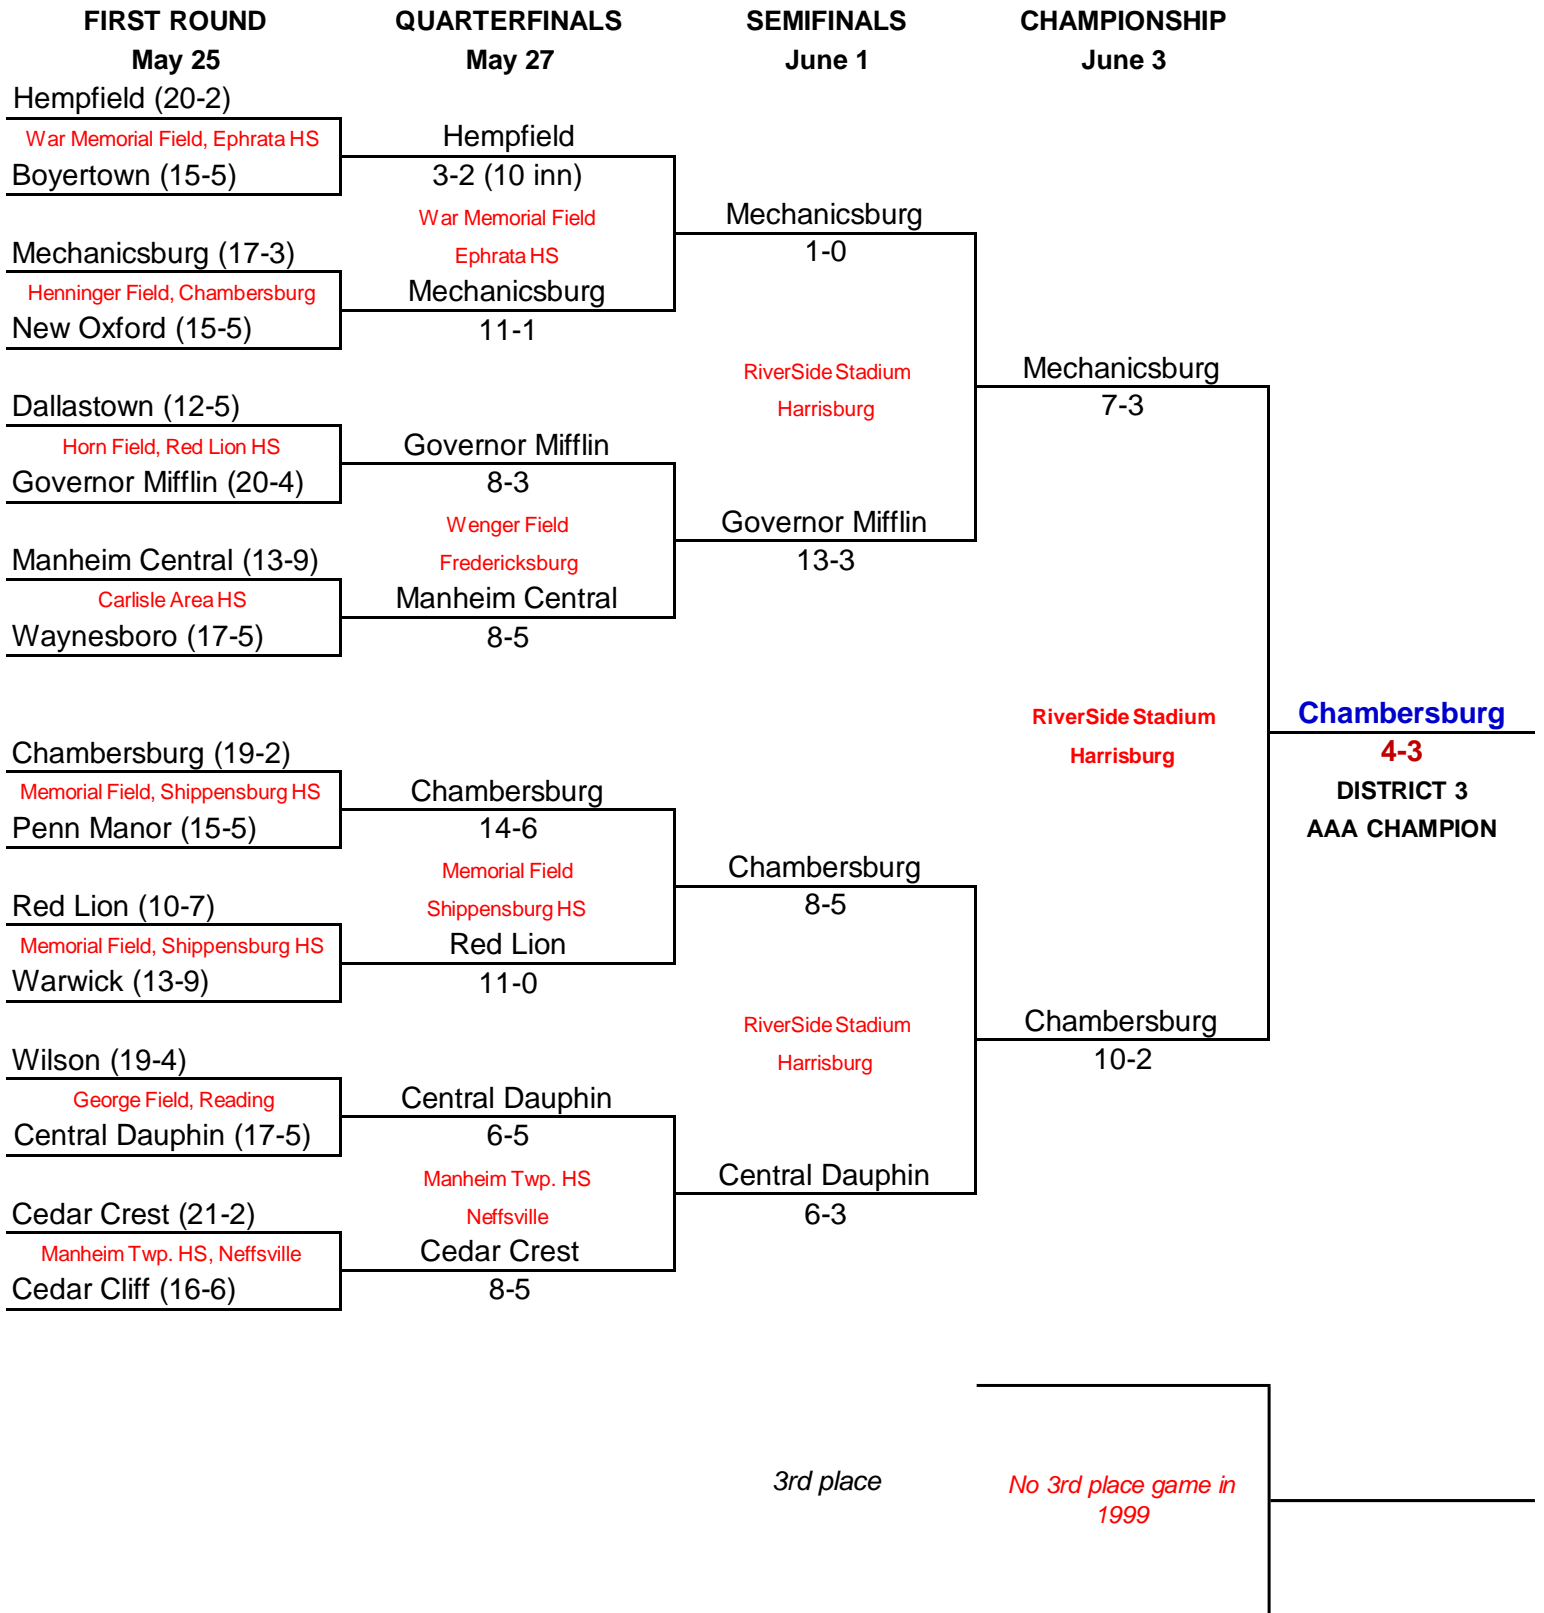 FIRST ROUND
QUARTERFINALS
SEMIFINALS
CHAMPIONSHIP
May 25
May 27
June 1
June 3
Hempfield (20-2)
War Memorial Field, Ephrata HS
Boyertown (15-5)
Mechanicsburg (17-3)
Henninger Field, Chambersburg
New Oxford (15-5)
Dallastown (12-5)
Horn Field, Red Lion HS
Governor Mifflin (20-4)
Manheim Central (13-9)
Carlisle Area HS
Waynesboro (17-5)
Chambersburg (19-2)
Memorial Field, Shippensburg HS
Penn Manor (15-5)
Red Lion (10-7)
Memorial Field, Shippensburg HS
Warwick (13-9)
Wilson (19-4)
George Field, Reading
Central Dauphin (17-5)
Cedar Crest (21-2)
Manheim Twp. HS, Neffsville
Cedar Cliff (16-6)
Hempfield
3-2 (10 inn)
War Memorial Field
Ephrata HS
Mechanicsburg
11-1
Governor Mifflin
8-3
Wenger Field
Fredericksburg
Manheim Central
8-5
Chambersburg
14-6
Memorial Field
Shippensburg HS
Red Lion
11-0
Central Dauphin
6-5
Manheim Twp. HS
Neffsville
Cedar Crest
8-5
Mechanicsburg
1-0
RiverSide Stadium
Harrisburg
Governor Mifflin
13-3
Chambersburg
8-5
RiverSide Stadium
Harrisburg
Central Dauphin
6-3
Mechanicsburg
7-3
RiverSide Stadium
Harrisburg
Chambersburg
10-2
Chambersburg
4-3
DISTRICT 3
AAA CHAMPION
3rd place
No 3rd place game in
1999